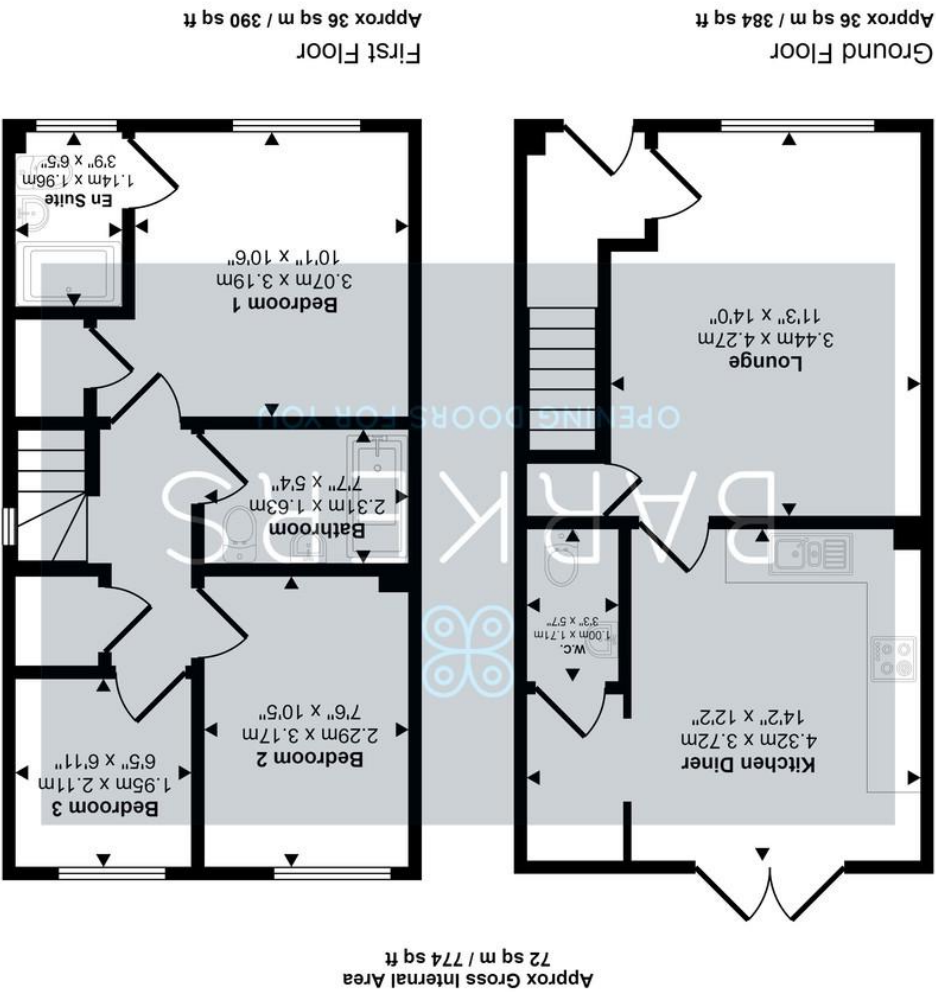 Approx Gross Internal Area
72 sq m / 774 sq ft
Kitchen Diner
4.32m x 3.72m
14'2" x 12'2"
W.C
1.00m x 1.71m
3'3" x 5'7"
Lounge
3.44m x 4.27m
11'3" x 14'0"
Ground Floor
Approx 36 sq m / 384 sq ft
Bedroom 3
1.95m x 2.11m
6'5" x 6'11"
Bedroom 2
2.29m x 3.17m
7'6" x 10'5"
Bathroom
2.31m x 1.63m
7'7" x 5'4"
Bedroom 1
3.07m x 3.19m
10'1" x 10'6"
En Suite
1.14m x 1.96m
3'9" x 6'5"
First Floor
Approx 36 sq m / 390 sq ft
BARKERS
OPENING DOORS FOR YOU